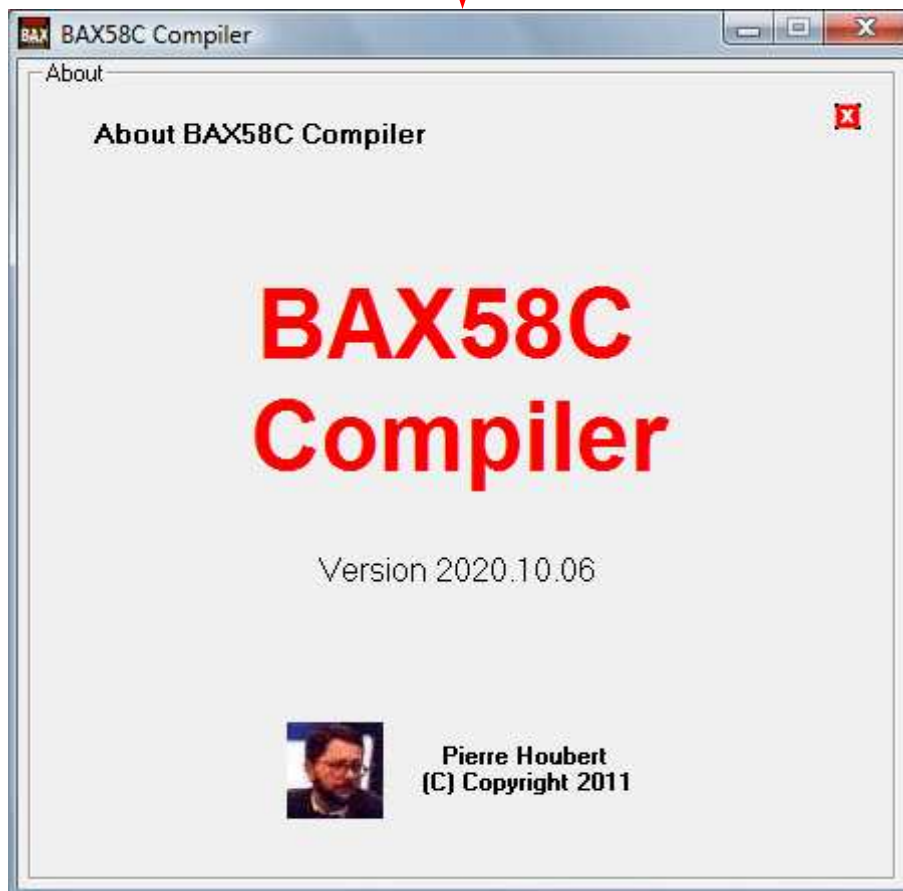 BAX BAX58C Compiler
About
About BAX58C Compiler
BAX58C
Compiler
Version 2020.10.06
Pierre Houbert
(C) Copyright 2011